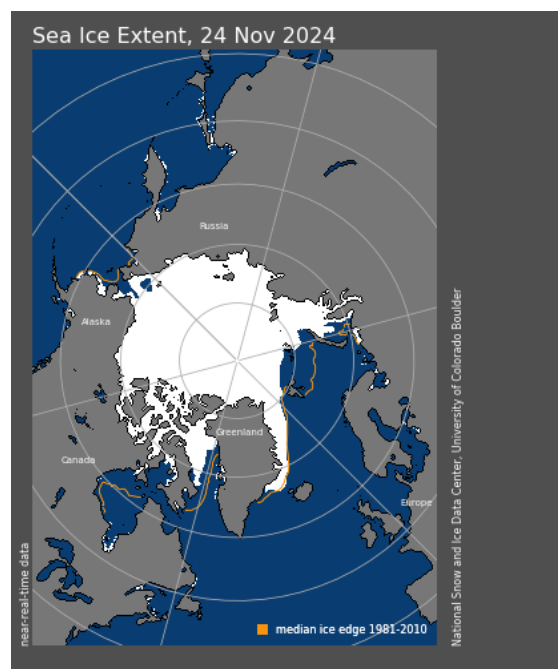 Sea Ice Extent, 24 Nov 2024
Russia
Alaska
Greenland
Canada
Europe
near-real-time data
median ice edge 1981-2010
National Snow and Ice Data Center, University of Colorado Boulder